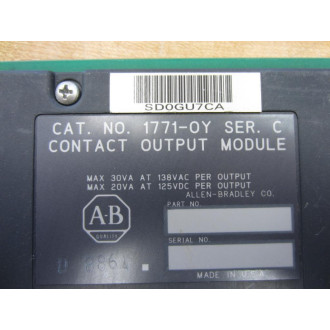 SD0GU7CA
CAT. NO. 1771-OY SER. C
CONTACT OUTPUT MODULE
MAX 30VA AT 138VAC PER OUTPUT
MAX 20VA AT 125VDC PER OUTPUT
ALLEN-BRADLEY CO.
PART NO.
A-B
QUALITY
SERIAL NO.
MADE IN U.S.A.